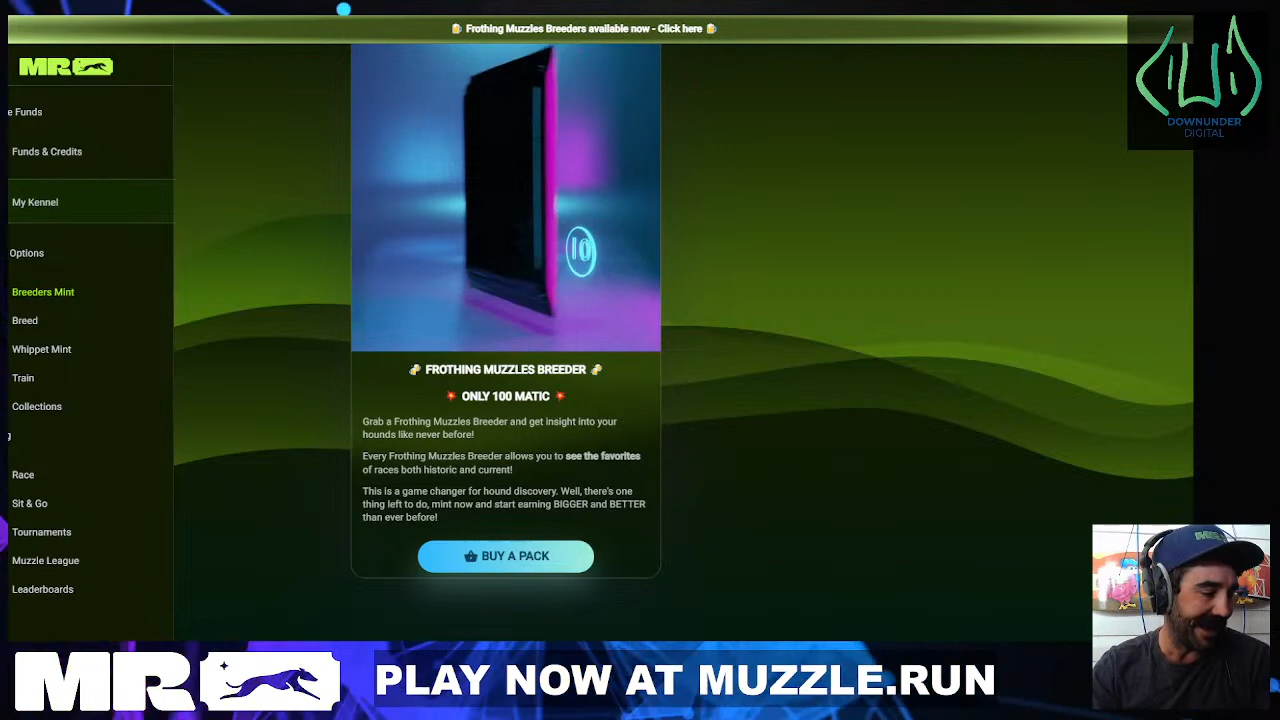 🍺 Frothing Muzzles Breeders available now - Click here 🍺
MR
DOWNUNDER
DIGITAL
e Funds
Funds & Credits
My Kennel
Options
Breeders Mint
Breed
Whippet Mint
Train
Collections
g
Race
Sit & Go
Tournaments
Muzzle League
Leaderboards
10
🍻 FROTHING MUZZLES BREEDER 🍻
💥 ONLY 100 MATIC 💥
Grab a Frothing Muzzles Breeder and get insight into your
hounds like never before!
Every Frothing Muzzles Breeder allows you to see the favorites
of races both historic and current!
This is a game changer for hound discovery. Well, there's one
thing left to do, mint now and start earning BIGGER and BETTER
than ever before!
BUY A PACK
MR
PLAY NOW AT MUZZLE.RUN